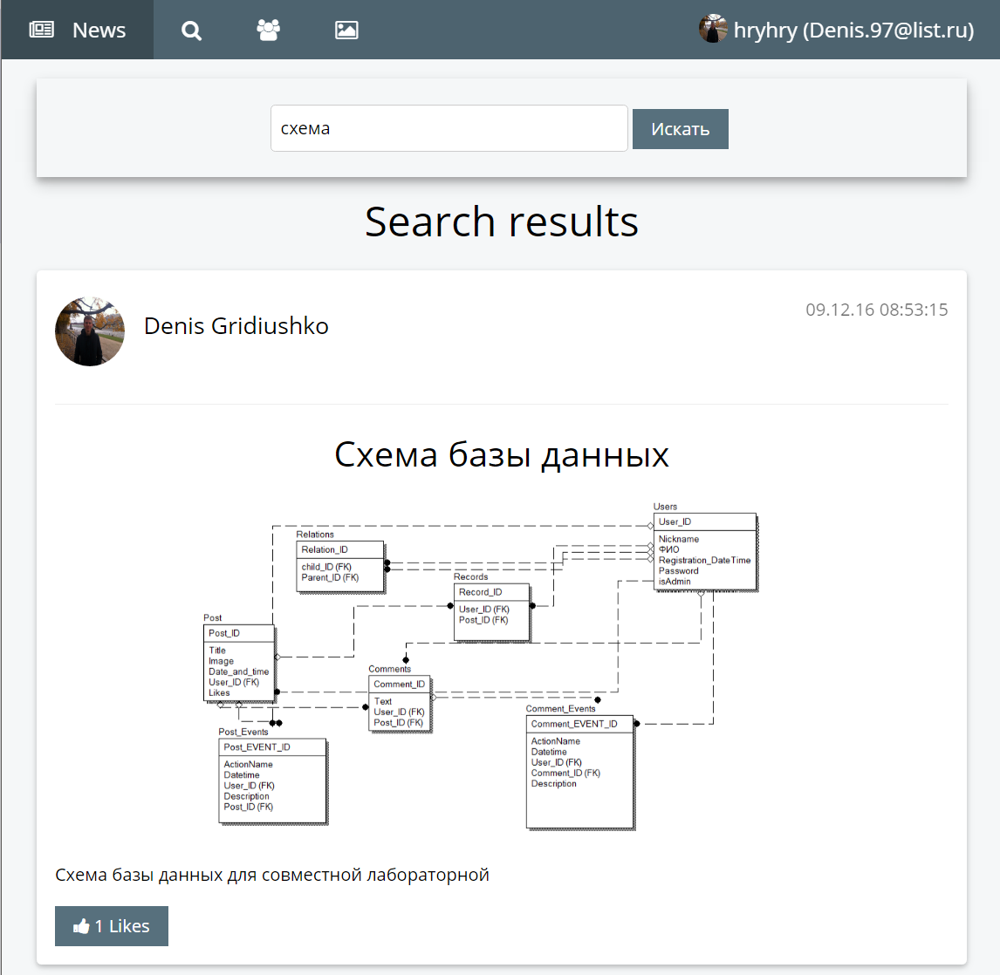 News
hryhry (Denis.97@list.ru)
схема
Искать
Search results
Denis Gridiushko
09.12.16 08:53:15
Схема базы данных
Users
User_ID
Nickname
ФИО
Registration_DateTime
Password
isAdmin
Relations
Relation_ID
child_ID (FK)
Parent_ID (FK)
Records
Record_ID
User_ID (FK)
Post_ID (FK)
Post
Post_ID
Title
Image
Date_and_time
User_ID (FK)
Likes
Comments
Comment_ID
Text
User_ID (FK)
Post_ID (FK)
Comment_Events
Comment_EVENT_ID
ActionName
Datetime
User_ID (FK)
Comment_ID (FK)
Description
Post_Events
Post_EVENT_ID
ActionName
Datetime
User_ID (FK)
Description
Post_ID (FK)
Схема базы данных для совместной лабораторной
1 Likes